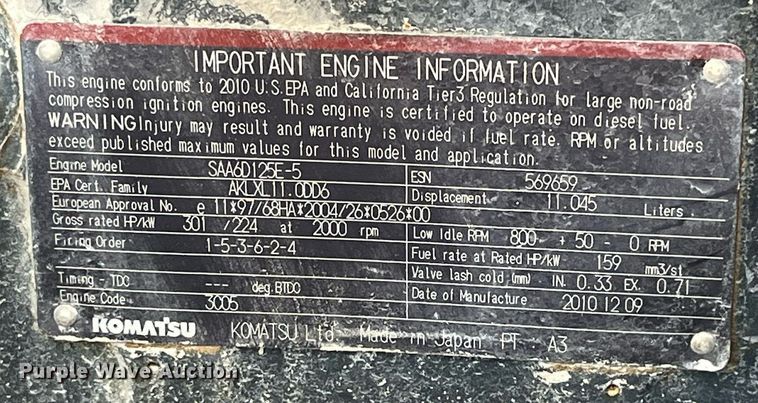 IMPORTANT ENGINE INFORMATION
This engine conforms to 2010 U.S.EPA and California Tier3 Regulation for large non-road
compression ignition engines. This engine is certified to operate on diesel fuel.
WARNING Injury may result and warranty is voided if fuel rate. RPM or altitudes
exceed published maximum values for this model and application.
Engine Model SAA6D125E-5 ESN 569659
EPA Cert. Family AKLXL11.0DD6 Displacement 11.045 Liters
European Approval No. e 11*97/68HA*2004/26*0526*00
Gross rated HP/kW 301 /224 at 2000 rpm Low Idle RPM 800 + 50 - 0 RPM
Firing Order 1-5-3-6-2-4 Fuel rate at Rated HP/kW 159 mm3/st
Valve lash cold (mm) IN. 0.33 EX. 0.71
Timing - TDC --- deg.BTDC
Engine Code 3005 Date of Manufacture 2010 12 09
KOMATSU KOMATSU Ltd. Made in Japan PT A3
Purple Wave Auction